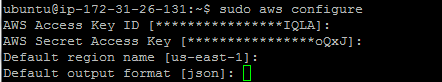 ubuntu@ip-172-31-26-131:~$ sudo aws configure
AWS Access Key ID [****************IQLA]:
AWS Secret Access Key [****************oQxJ]:
Default region name [us-east-1]:
Default output format [json]: